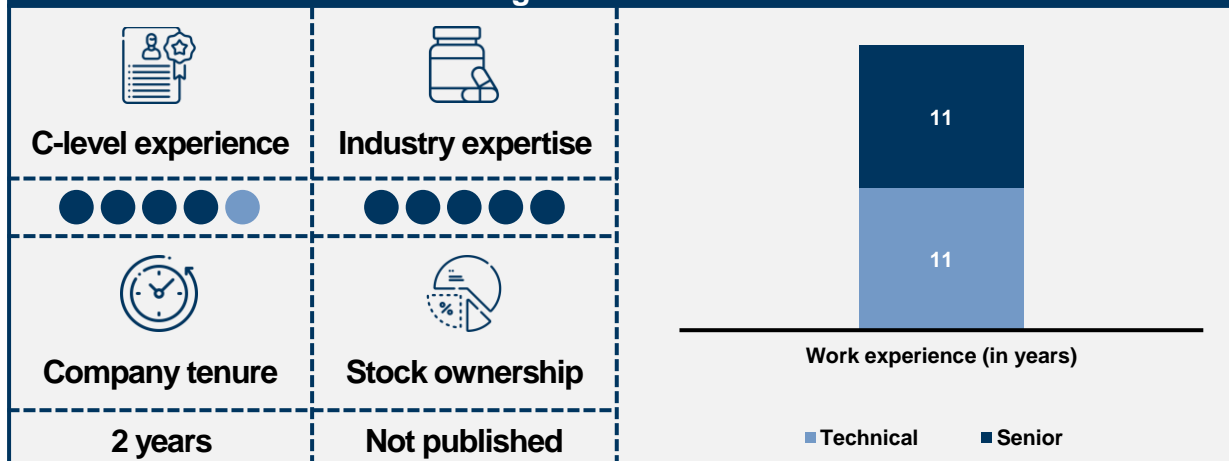 C-level experience
Industry expertise
%
Company tenure
Stock ownership
2 years
Not published
11
11
Work experience (in years)
Technical
Senior